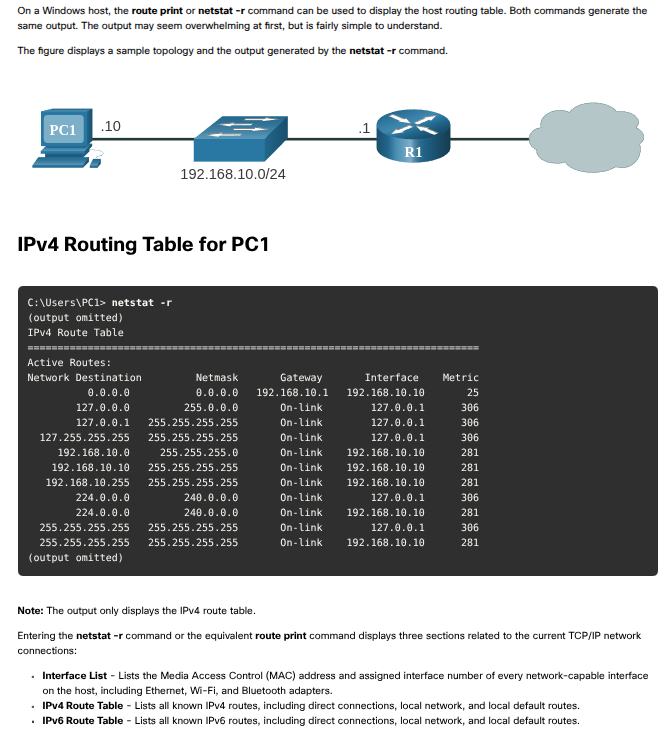 On a Windows host, the route print or netstat -r command can be used to display the host routing table. Both commands generate the
same output. The output may seem overwhelming at first, but is fairly simple to understand.
The figure displays a sample topology and the output generated by the netstat -r command.
PC1 .10 .1 R1
192.168.10.0/24
IPv4 Routing Table for PC1
C:\Users\PC1> netstat -r
(output omitted)
IPv4 Route Table
===========================================================================
Active Routes:
Network Destination Netmask Gateway Interface Metric
0.0.0.0 0.0.0.0 192.168.10.1 192.168.10.10 25
127.0.0.0 255.0.0.0 On-link 127.0.0.1 306
127.0.0.1 255.255.255.255 On-link 127.0.0.1 306
127.255.255.255 255.255.255.255 On-link 127.0.0.1 306
192.168.10.0 255.255.255.0 On-link 192.168.10.10 281
192.168.10.10 255.255.255.255 On-link 192.168.10.10 281
192.168.10.255 255.255.255.255 On-link 192.168.10.10 281
224.0.0.0 240.0.0.0 On-link 127.0.0.1 306
224.0.0.0 240.0.0.0 On-link 192.168.10.10 281
255.255.255.255 255.255.255.255 On-link 127.0.0.1 306
255.255.255.255 255.255.255.255 On-link 192.168.10.10 281
(output omitted)
Note: The output only displays the IPv4 route table.
Entering the netstat -r command or the equivalent route print command displays three sections related to the current TCP/IP network
connections:
• Interface List - Lists the Media Access Control (MAC) address and assigned interface number of every network-capable interface
on the host, including Ethernet, Wi-Fi, and Bluetooth adapters.
• IPv4 Route Table - Lists all known IPv4 routes, including direct connections, local network, and local default routes.
• IPv6 Route Table - Lists all known IPv6 routes, including direct connections, local network, and local default routes.